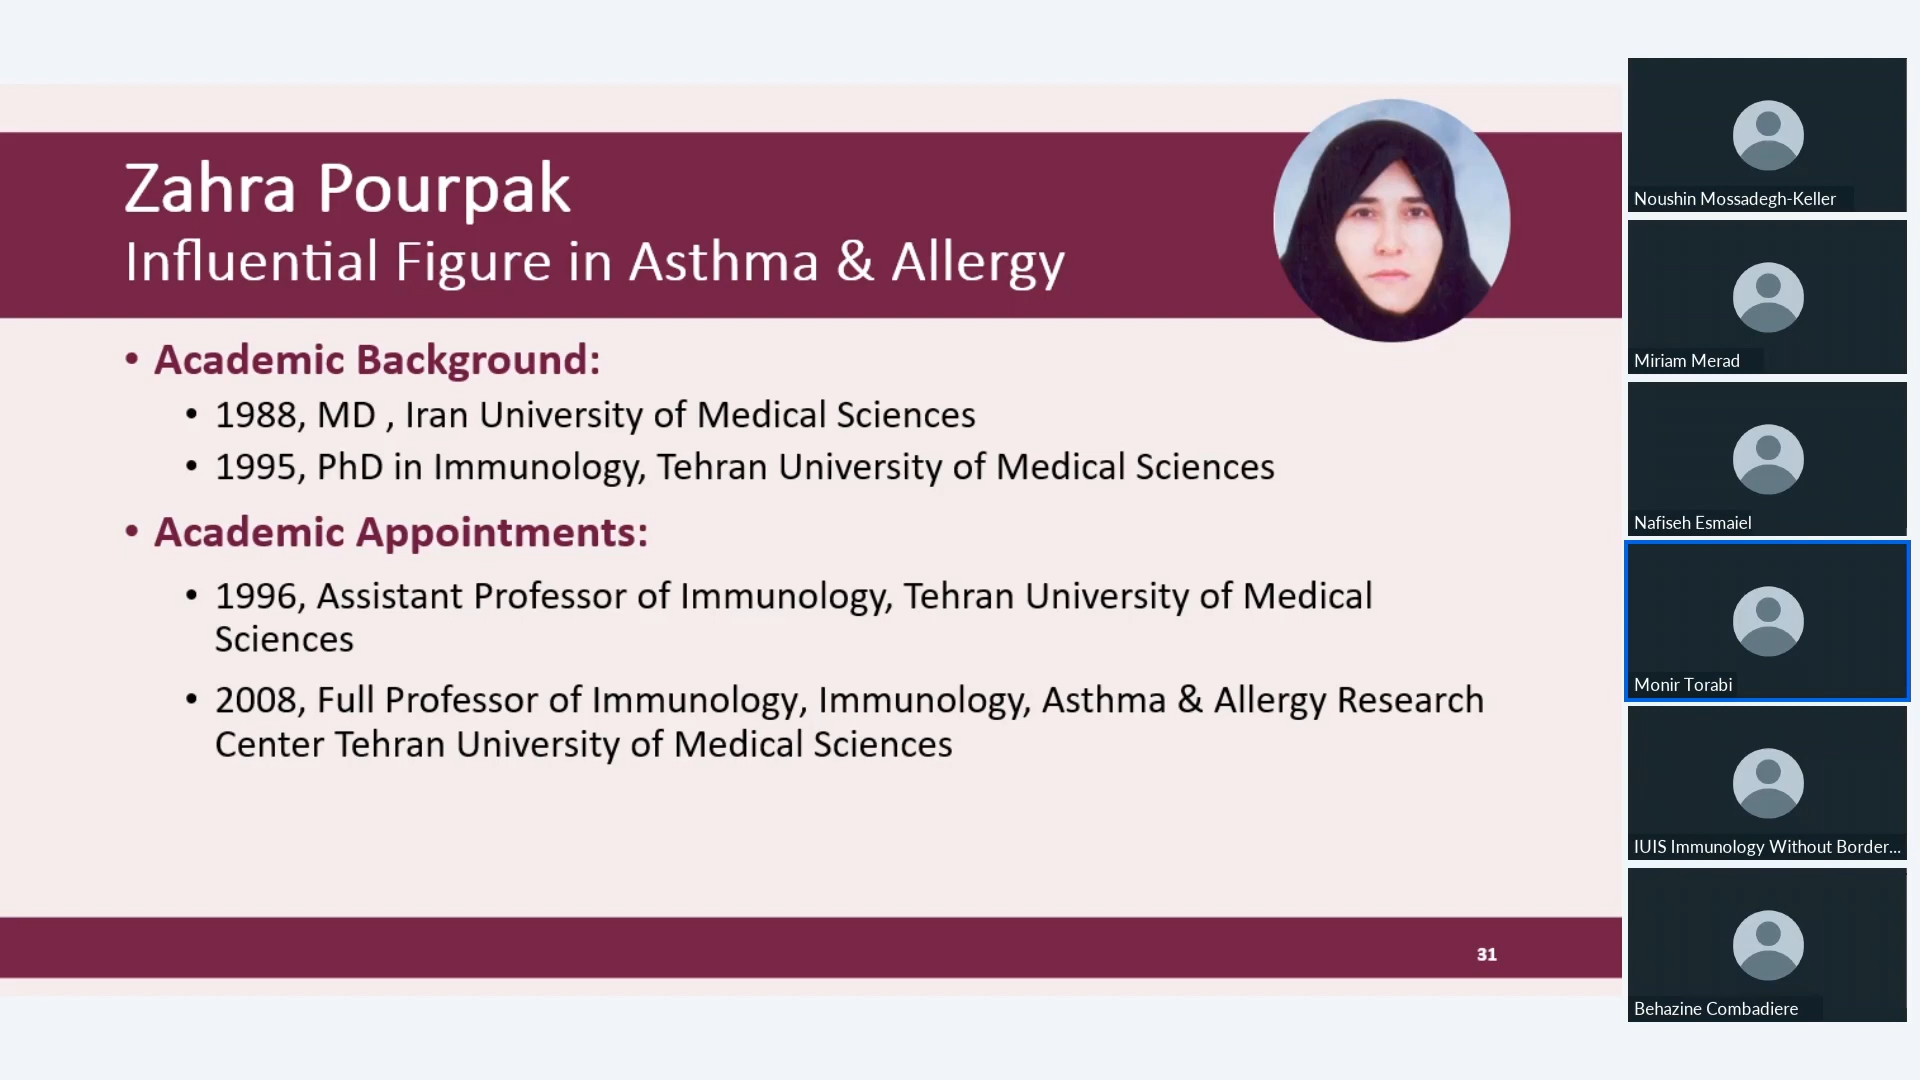 Zahra Pourpak
Influential Figure in Asthma & Allergy
• Academic Background:
• 1988, MD , Iran University of Medical Sciences
• 1995, PhD in Immunology, Tehran University of Medical Sciences
• Academic Appointments:
• 1996, Assistant Professor of Immunology, Tehran University of Medical
Sciences
• 2008, Full Professor of Immunology, Immunology, Asthma & Allergy Research
Center Tehran University of Medical Sciences
31
Noushin Mossadegh-Keller
Miriam Merad
Nafiseh Esmaiel
Monir Torabi
IUIS Immunology Without Border...
Behazine Combadiere